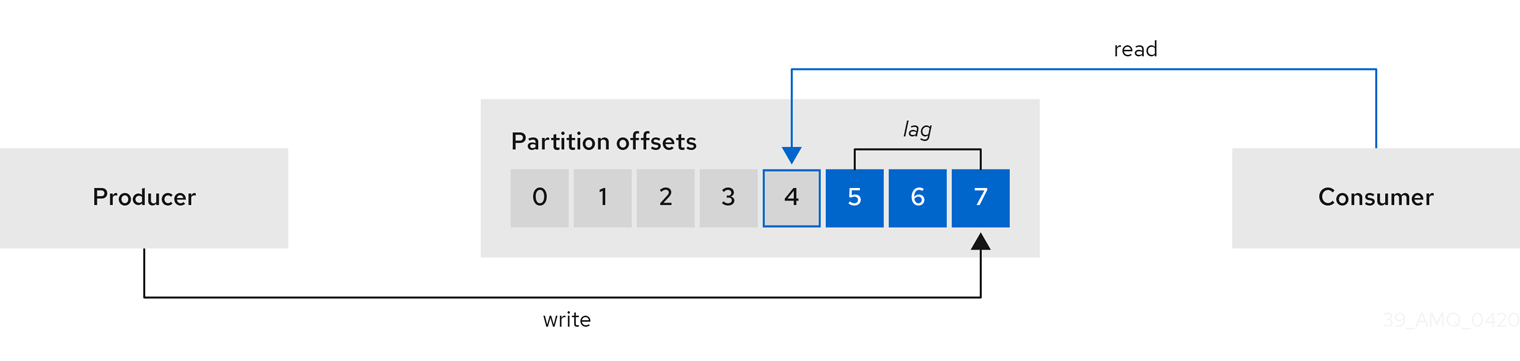 read
lag
Partition offsets
Producer
0 1 2 3 4 5 6 7
Consumer
write
39_AMQ_0420